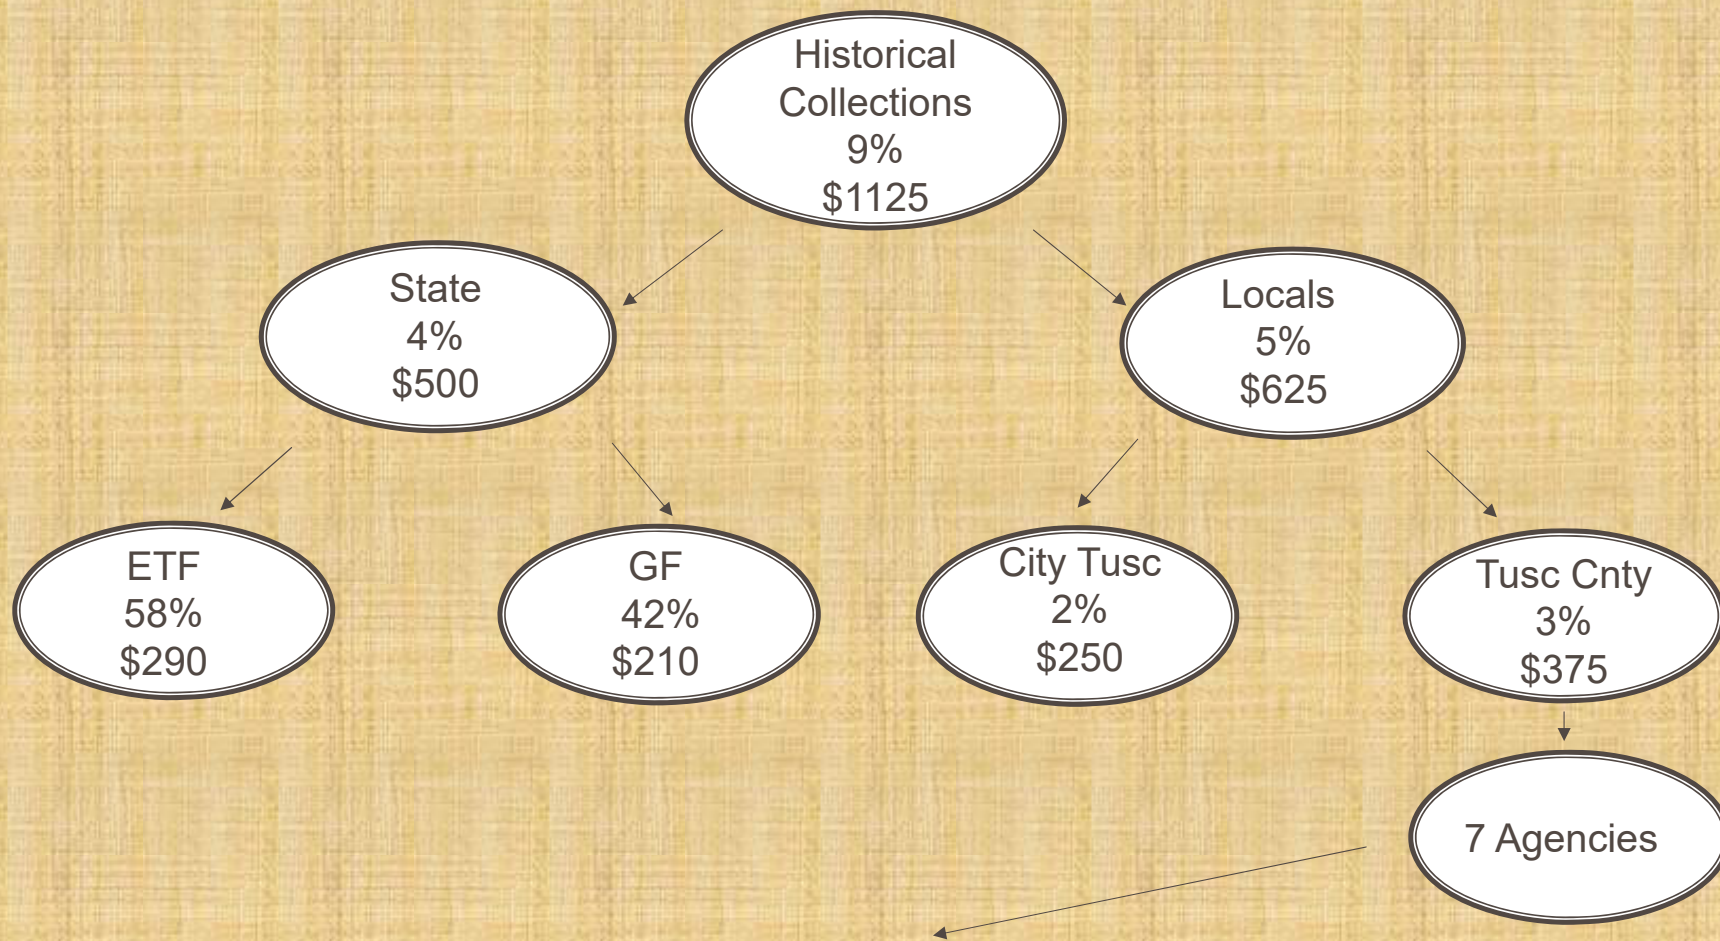 Historical
Collections
9%
$1125
State
4%
$500
Locals
5%
$625
ETF
58%
$290
GF
42%
$210
City Tusc
2%
$250
Tusc Cnty
3%
$375
7 Agencies